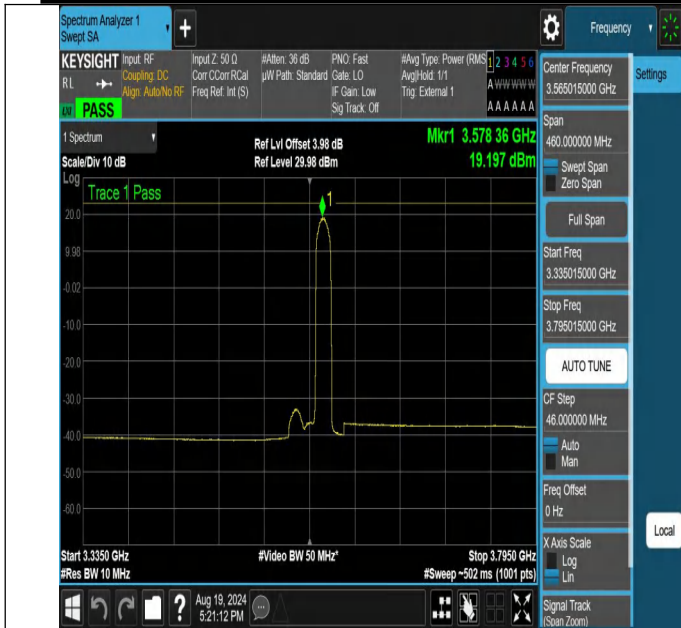 Spectrum Analyzer 1
Swept SA
+
Frequency
KEYSIGHT
RL
PASS
Input: RF
Coupling: DC
Align: Auto/No RF
Input Z: 50 Ω
Corr CCorr RCal
Freq Ref: Int (S)
#Atten: 36 dB
µW Path: Standard
PNO: Fast
Gate: LO
IF Gain: Low
Sig Track: Off
#Avg Type: Power (RMS
Avg|Hold: 1/1
Trig: External 1
1 2 3 4 5 6
A W W W W W
A A A A A A
1 Spectrum
Scale/Div 10 dB
Ref Lvl Offset 3.98 dB
Ref Level 29.98 dBm
Mkr1 3.578 36 GHz
19.197 dBm
Log
Trace 1 Pass
1
20.0
9.98
-0.02
-10.0
-20.0
-30.0
-40.0
-50.0
-60.0
Start 3.3350 GHz
#Res BW 10 MHz
#Video BW 50 MHz*
Stop 3.7950 GHz
#Sweep ~502 ms (1001 pts)
?
Aug 19, 2024
5:21:12 PM
Center Frequency
3.565015000 GHz
Settings
Span
460.000000 MHz
Swept Span
Zero Span
Full Span
Start Freq
3.335015000 GHz
Stop Freq
3.795015000 GHz
AUTO TUNE
CF Step
46.000000 MHz
Auto
Man
Freq Offset
0 Hz
Local
X Axis Scale
Log
Lin
Signal Track
(Span Zoom)